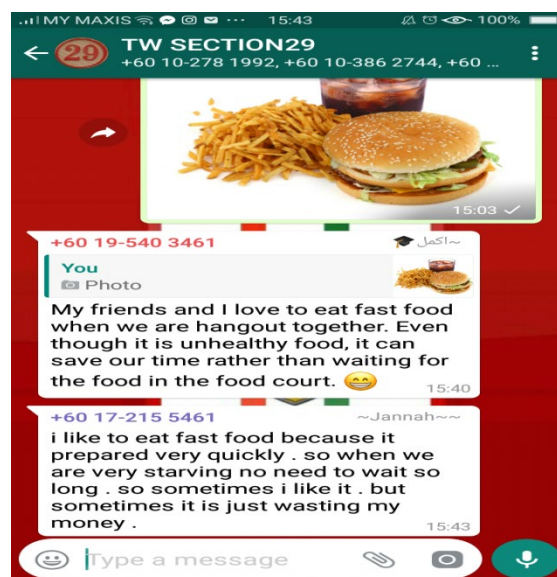 MY MAXIS 15:43 100%
29 TW SECTION29
+60 10-278 1992, +60 10-386 2744, +60 ...
15:03
+60 19-540 3461 ~اكمل
You
Photo
My friends and I love to eat fast food
when we are hangout together. Even
though it is unhealthy food, it can
save our time rather than waiting for
the food in the food court. 😁 15:40
+60 17-215 5461 ~Jannah~~
i like to eat fast food because it
prepared very quickly . so when we
are very starving no need to wait so
long . so sometimes i like it . but
sometimes it is just wasting my
money . 15:43
Type a message